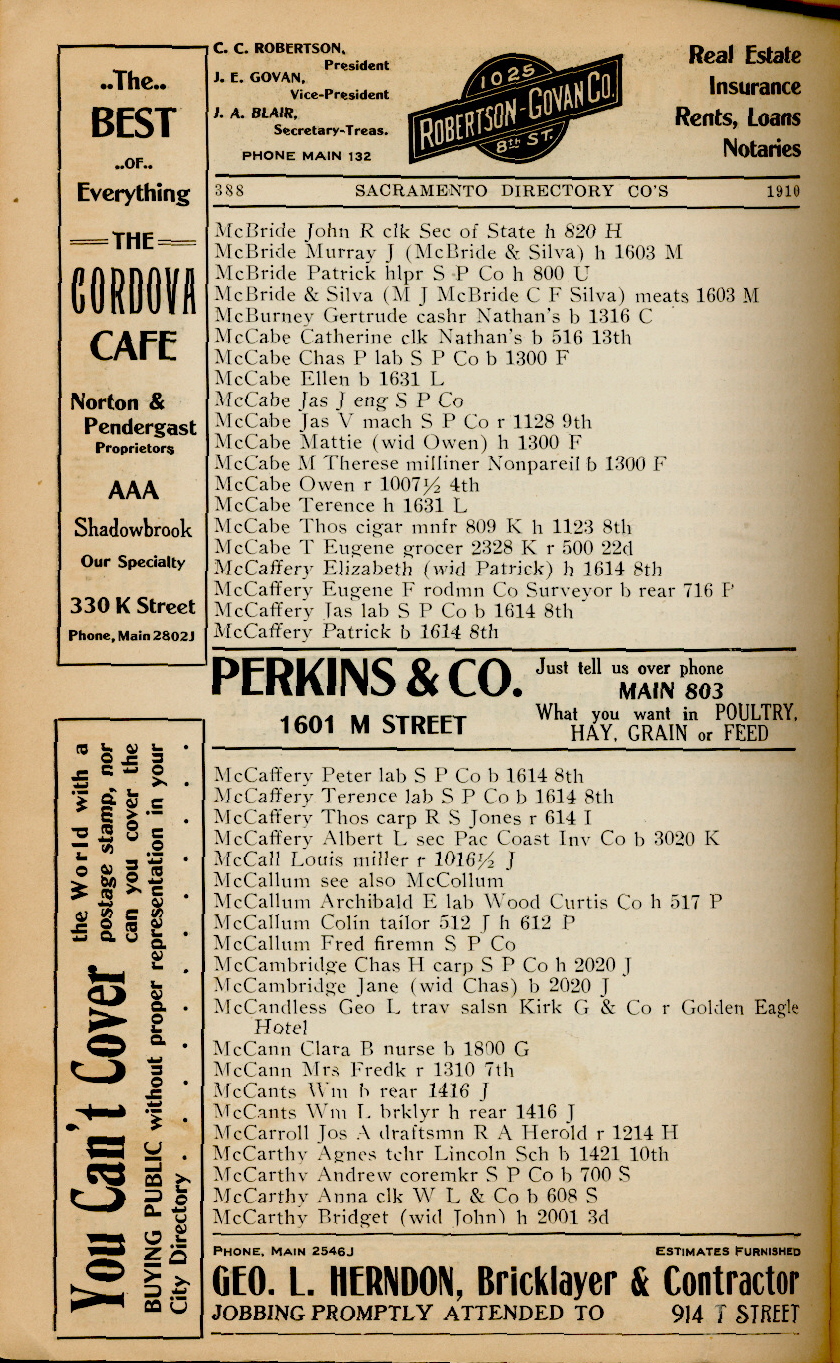 C. C. ROBERTSON,
President
J. E. GOVAN,
Vice-President
J. A. BLAIR,
Secretary-Treas.
PHONE MAIN 132
1025
ROBERTSON-GOVAN CO.
8th ST.
Real Estate
Insurance
Rents, Loans
Notaries
..The..
BEST
..OF..
Everything
THE
CORDOVA
CAFE
Norton &
Pendergast
Proprietors
AAA
Shadowbrook
Our Specialty
330 K Street
Phone, Main 2802J
388 SACRAMENTO DIRECTORY CO'S 1910
McBride John R clk Sec of State h 820 H
McBride Murray J (McBride & Silva) h 1603 M
McBride Patrick hlpr S P Co h 800 U
McBride & Silva (M J McBride C F Silva) meats 1603 M
McBurney Gertrude cashr Nathan's b 1316 C
McCabe Catherine clk Nathan's b 516 13th
McCabe Chas P lab S P Co b 1300 F
McCabe Ellen b 1631 L
McCabe Jas J eng S P Co
McCabe Jas V mach S P Co r 1128 9th
McCabe Mattie (wid Owen) h 1300 F
McCabe M Therese milliner Nonpareil b 1300 F
McCabe Owen r 1007½ 4th
McCabe Terence h 1631 L
McCabe Thos cigar mnfr 809 K h 1123 8th
McCabe T Eugene grocer 2328 K r 500 22d
McCaffery Elizabeth (wid Patrick) h 1614 8th
McCaffery Eugene F rodmn Co Surveyor b rear 716 P
McCaffery Jas lab S P Co b 1614 8th
McCaffery Patrick b 1614 8th
PERKINS & CO.
1601 M STREET
Just tell us over phone
MAIN 803
What you want in POULTRY,
HAY, GRAIN or FEED
McCaffery Peter lab S P Co b 1614 8th
McCaffery Terence lab S P Co b 1614 8th
McCaffery Thos carp R S Jones r 614 I
McCaffery Albert L sec Pac Coast Inv Co b 3020 K
McCall Louis miller r 1016½ J
McCallum see also McCollum
McCallum Archibald E lab Wood Curtis Co h 517 P
McCallum Colin tailor 512 J h 612 P
McCallum Fred firemn S P Co
McCambridge Chas H carp S P Co h 2020 J
McCambridge Jane (wid Chas) b 2020 J
McCandless Geo L trav salsn Kirk G & Co r Golden Eagle
Hotel
McCann Clara B nurse b 1800 G
McCann Mrs Fredk r 1310 7th
McCants Wm b rear 1416 J
McCants Wm L brklyr h rear 1416 J
McCarroll Jos A draftsmn R A Herold r 1214 H
McCarthy Agnes tchr Lincoln Sch b 1421 10th
McCarthy Andrew coremkr S P Co b 700 S
McCarthy Anna clk W L & Co b 608 S
McCarthy Bridget (wid John) h 2001 3d
You Can't Cover
the World with a
postage stamp, nor
can you cover the
BUYING PUBLIC without proper representation in your
City Directory . . . . . . . . .
PHONE, MAIN 2546J
ESTIMATES FURNISHED
GEO. L. HERNDON, Bricklayer & Contractor
JOBBING PROMPTLY ATTENDED TO 914 T STREET